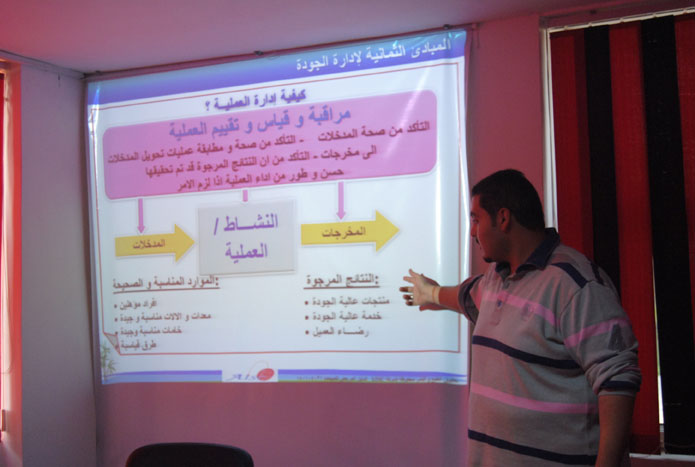 المبادئ الثمانية لإدارة الجودة
كيفية إدارة العملية ؟
مراقبة و قياس و تقييم العملية
التأكد من صحة المدخلات - التأكد من صحة و مطابقة عمليات تحويل المدخلات
الى مخرجات - التأكد من ان النتائج المرجوة قد تم تحقيقها
حسن و طور من اداء العملية اذا لزم الامر
المدخلات
النشاط /
العملية
المخرجات
الموارد المناسبة و الصحيحة:
• افراد مؤهلين
• معدات و الالات مناسبة و جيدة
• خامات مناسبة وجيدة
• طرق قياسية
النتائج المرجوة:
• منتجات عالية الجودة
• خدمة عالية الجودة
• رضاء العميل